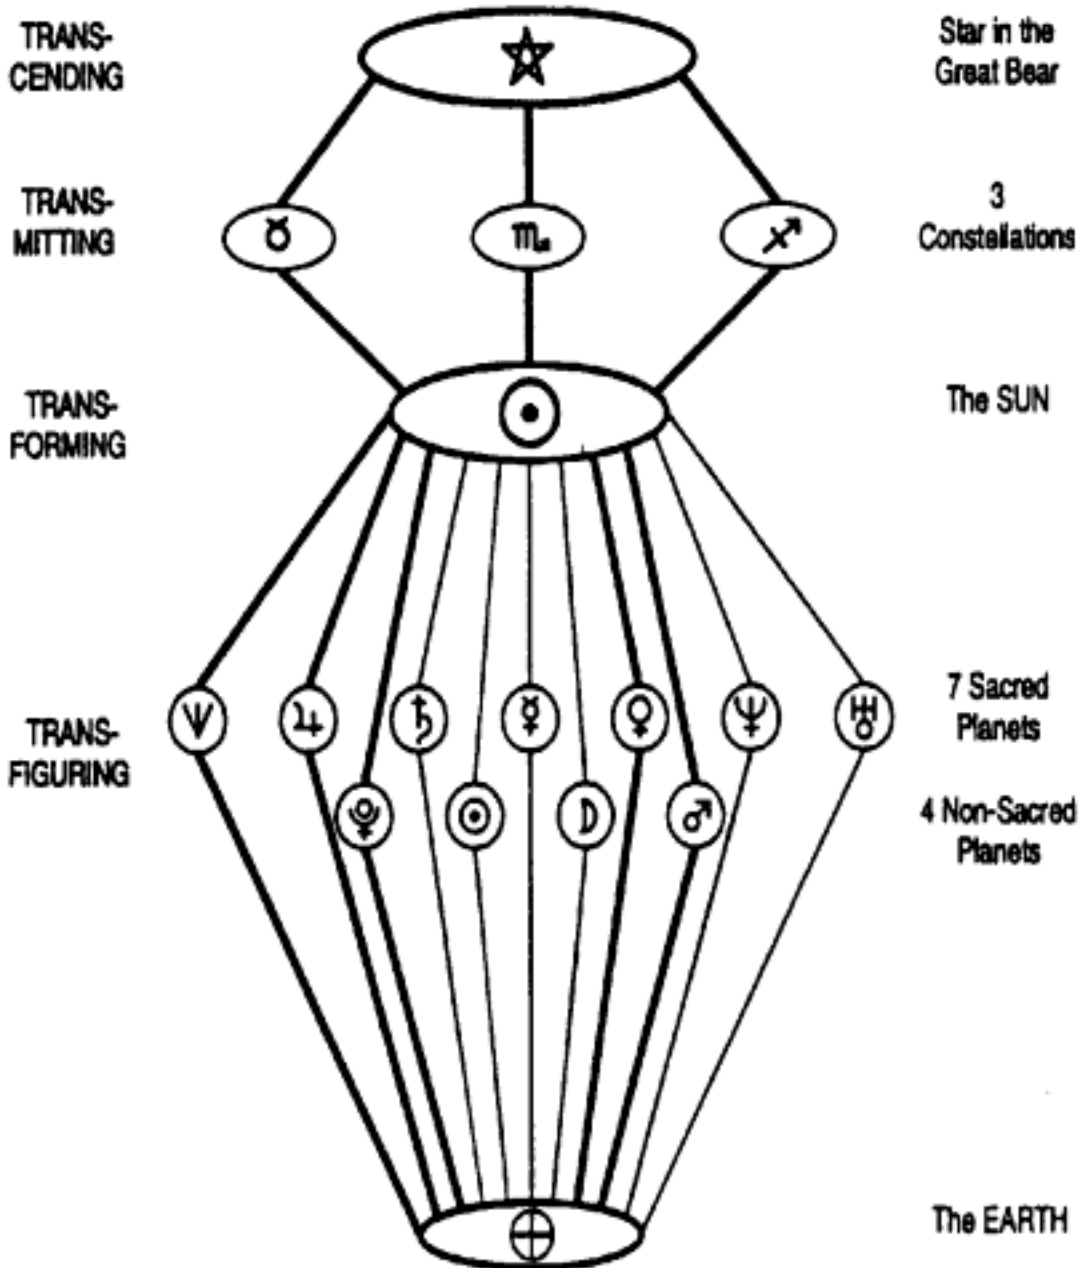 TRANS-
CENDING
Star in the
Great Bear
TRANS-
MITTING
3
Constellations
TRANS-
FORMING
The SUN
TRANS-
FIGURING
7 Sacred
Planets
4 Non-Sacred
Planets
The EARTH